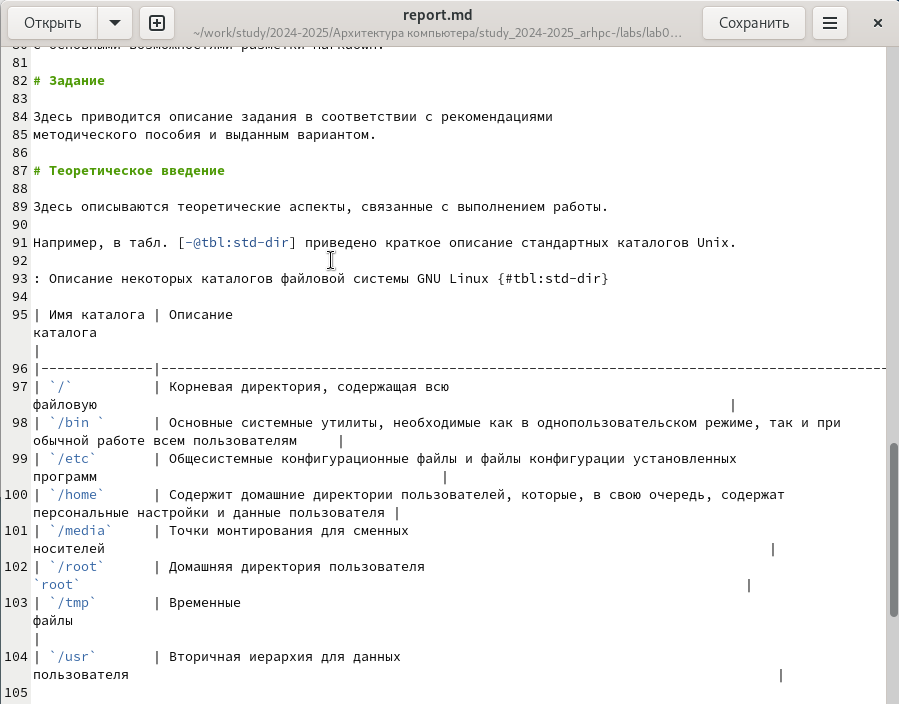 Открыть
report.md
~/work/study/2024-2025/Архитектура компьютера/study_2024-2025_arhpc-/labs/lab0…
Сохранить
81
82 # Задание
83
84 Здесь приводится описание задания в соответствии с рекомендациями
85 методического пособия и выданным вариантом.
86
87 # Теоретическое введение
88
89 Здесь описываются теоретические аспекты, связанные с выполнением работы.
90
91 Например, в табл. [-@tbl:std-dir] приведено краткое описание стандартных каталогов Unix.
92
93 : Описание некоторых каталогов файловой системы GNU Linux {#tbl:std-dir}
94
95 | Имя каталога | Описание
каталога
|
96 |--------------|------------------------------------------------------------------------------------------
97 | `/` | Корневая директория, содержащая всю
файловую |
98 | `/bin ` | Основные системные утилиты, необходимые как в однопользовательском режиме, так и при
обычной работе всем пользователям |
99 | `/etc` | Общесистемные конфигурационные файлы и файлы конфигурации установленных
программ |
100 | `/home` | Содержит домашние директории пользователей, которые, в свою очередь, содержат
персональные настройки и данные пользователя |
101 | `/media` | Точки монтирования для сменных
носителей |
102 | `/root` | Домашняя директория пользователя
`root` |
103 | `/tmp` | Временные
файлы
|
104 | `/usr` | Вторичная иерархия для данных
пользователя |
105